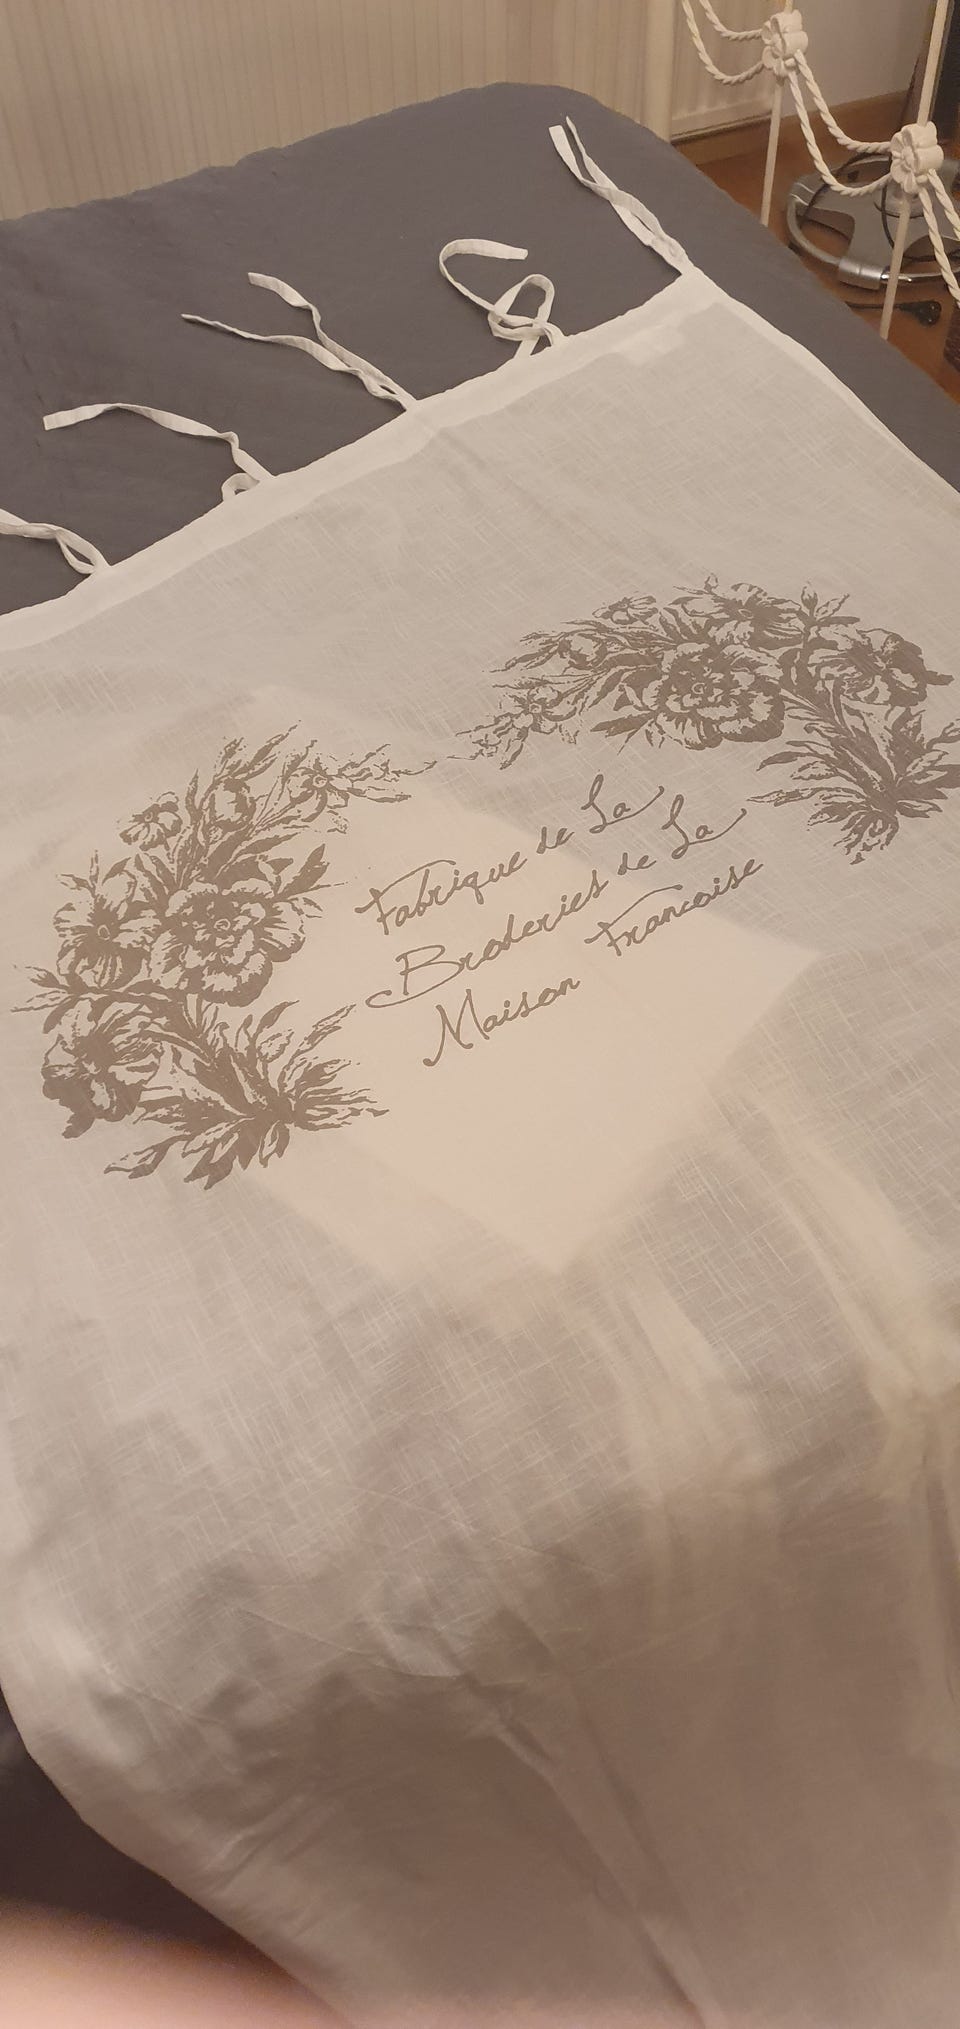 Fabrique de La
Broderies de La
Maison Francoise